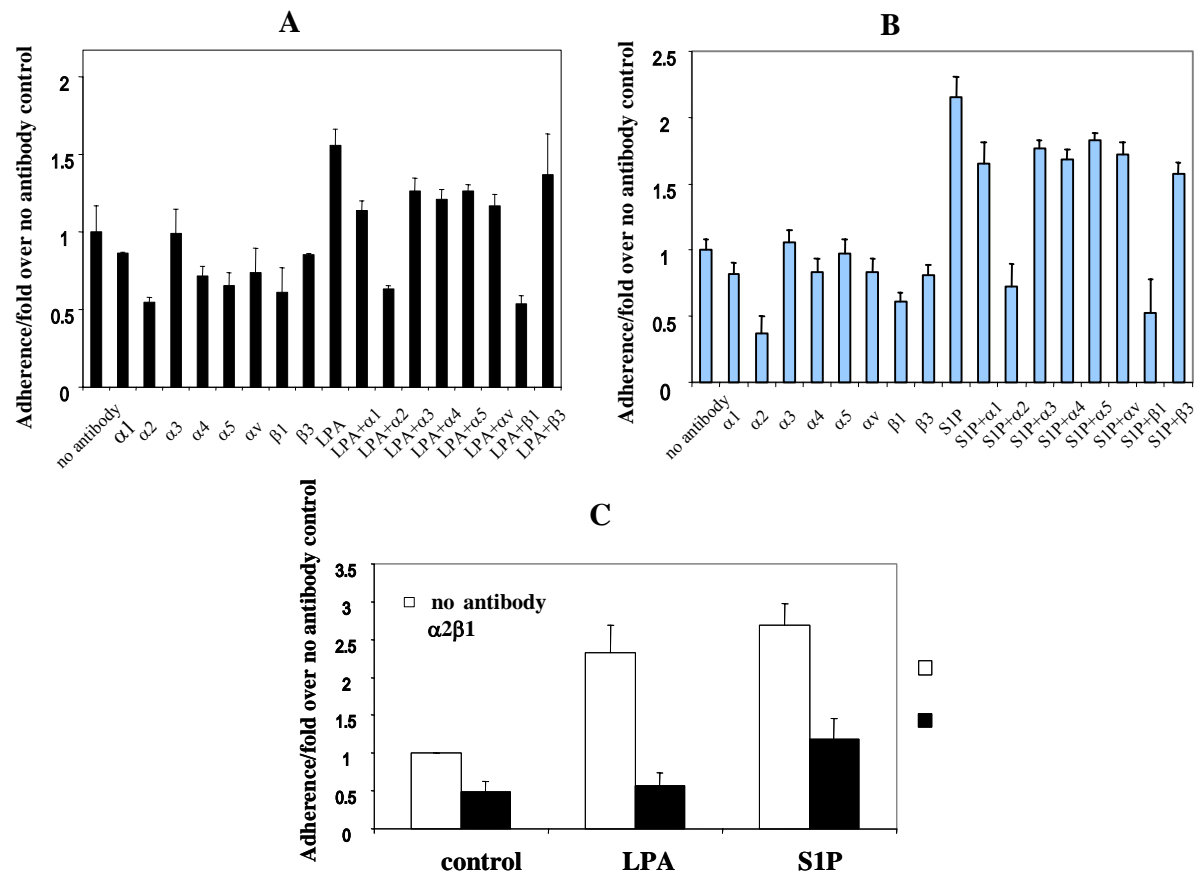 A
Adherence/fold over no antibody control
2
1.5
1
0.5
0
no antibody
α1
α2
α3
α4
α5
αv
β1
β3
LPA
LPA+α1
LPA+α2
LPA+α3
LPA+α4
LPA+α5
LPA+αv
LPA+β1
LPA+β3
B
Adherence/fold over no antibody control
2.5
2
1.5
1
0.5
0
no antibody
α1
α2
α3
α4
α5
αv
β1
β3
S1P
S1P+α1
S1P+α2
S1P+α3
S1P+α4
S1P+α5
S1P+αv
S1P+β1
S1P+β3
C
Adherence/fold over no antibody control
3.5
3
2.5
2
1.5
1
0.5
0
no antibody
α2β1
control
LPA
S1P